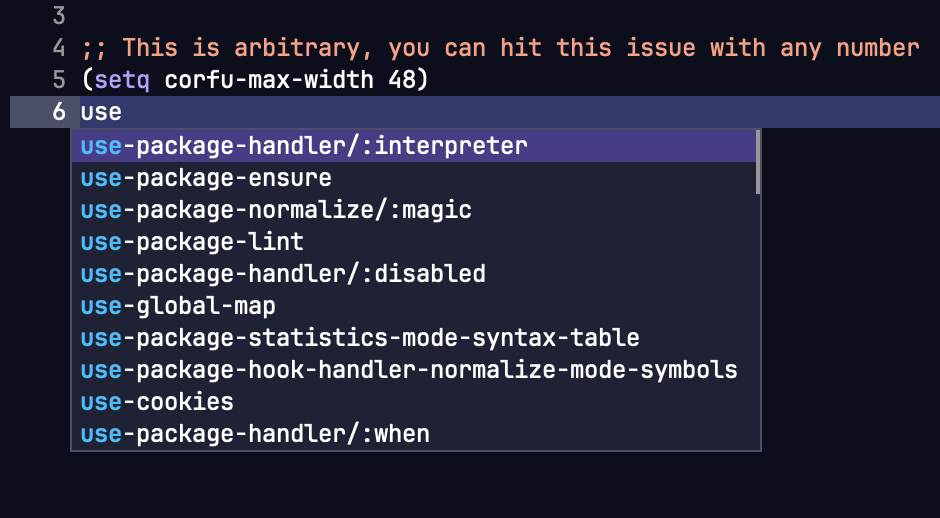 3
4 ;; This is arbitrary, you can hit this issue with any number
5 (setq corfu-max-width 48)
6 use
use-package-handler/:interpreter
use-package-ensure
use-package-normalize/:magic
use-package-lint
use-package-handler/:disabled
use-global-map
use-package-statistics-mode-syntax-table
use-package-hook-handler-normalize-mode-symbols
use-cookies
use-package-handler/:when